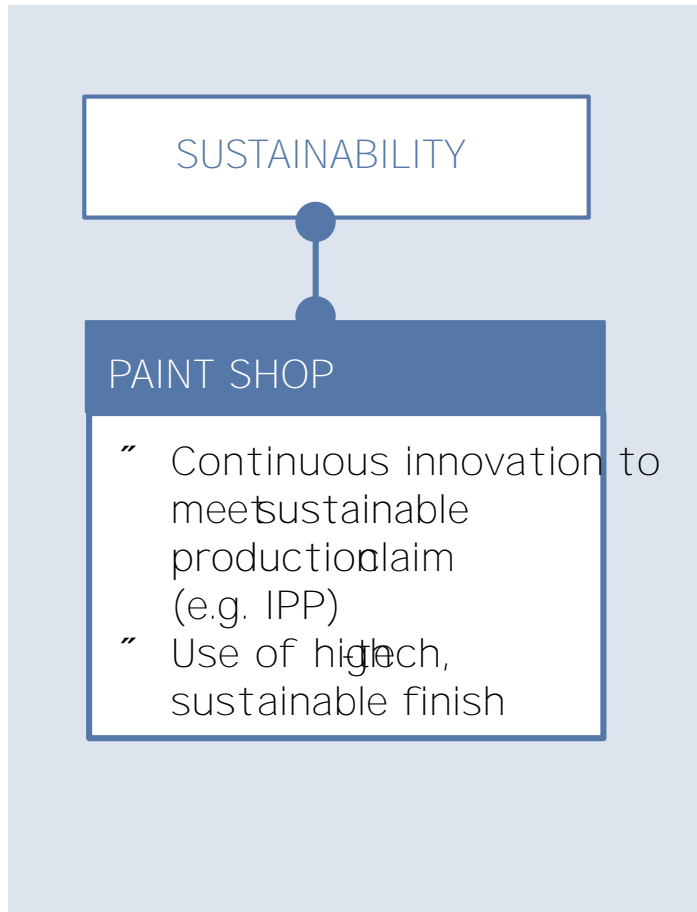 SUSTAINABILITY
PAINT SHOP
˝ Continuous innovation to
meet sustainable
production claim
(e.g. IPP)
˝ Use of high-tech,
sustainable finish